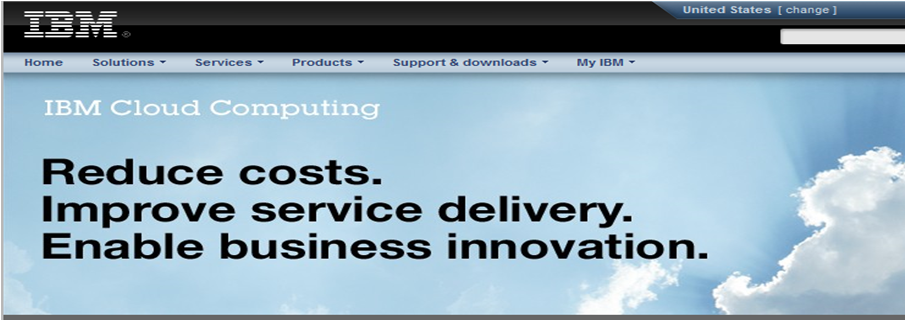 United States [ change ]
IBM®
Home Solutions Services Products Support & downloads My IBM
IBM Cloud Computing
Reduce costs.
Improve service delivery.
Enable business innovation.